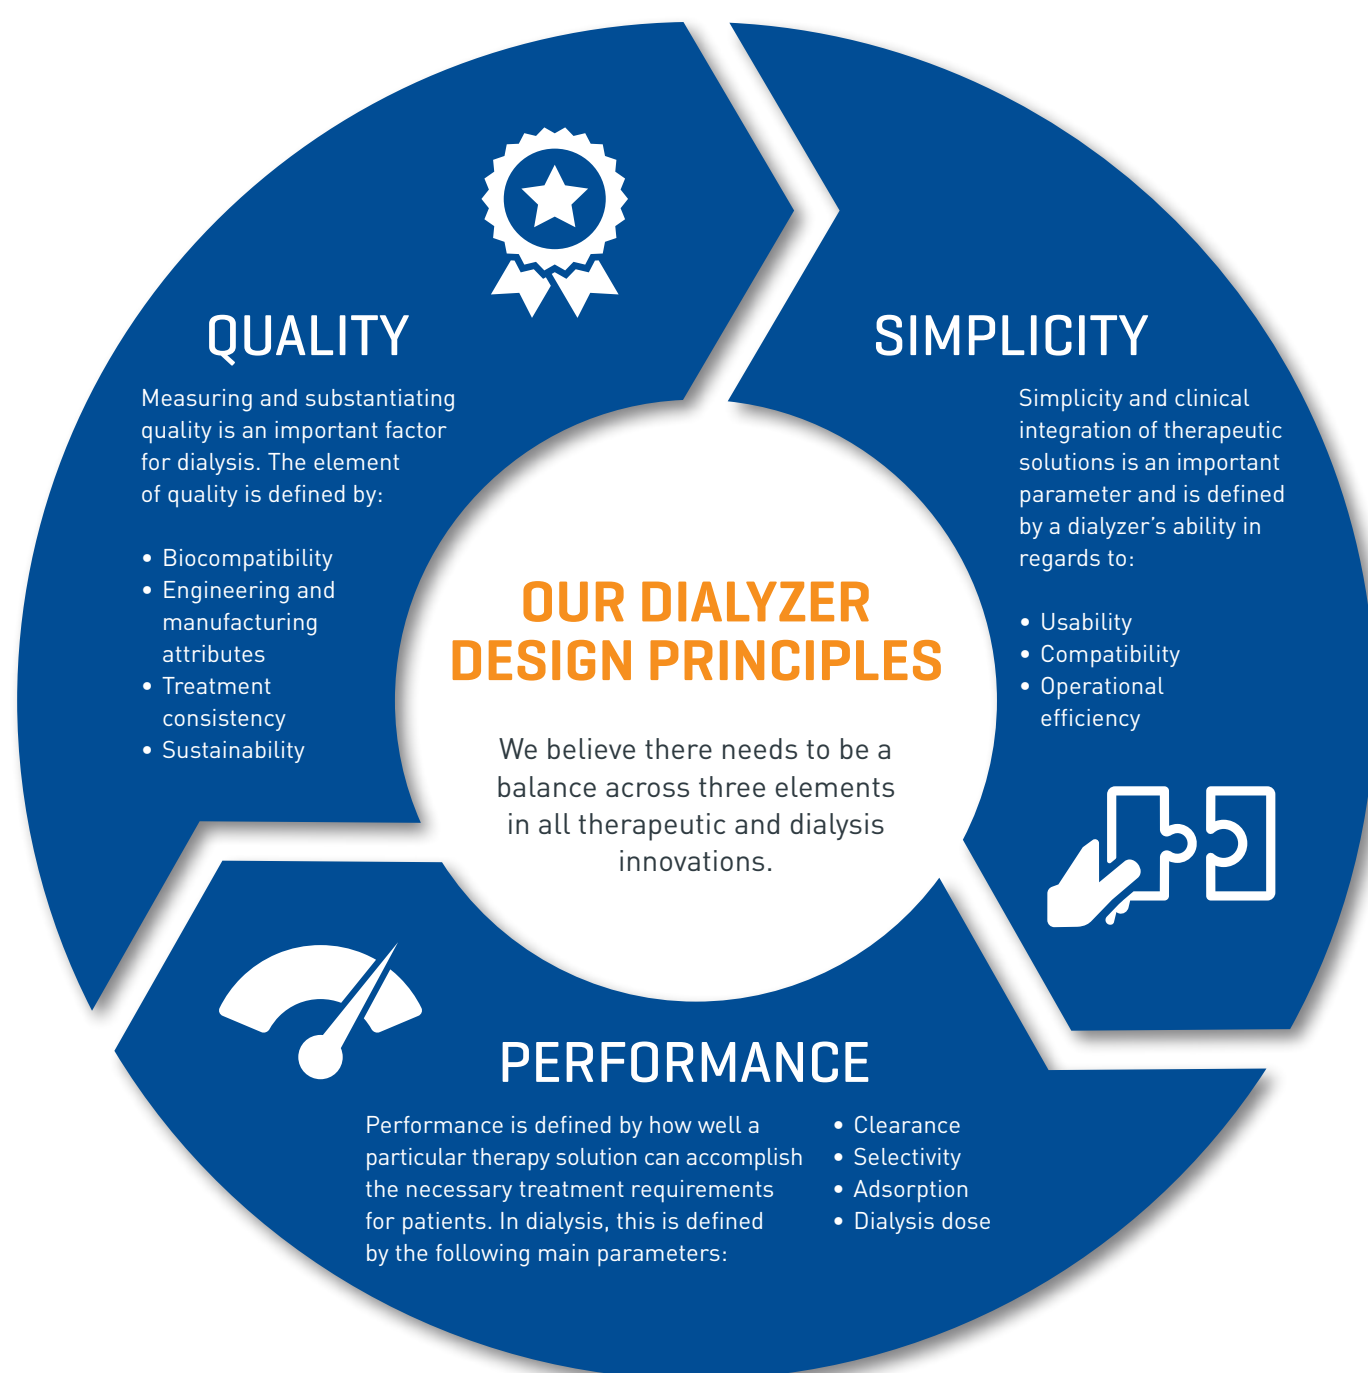 QUALITY
Measuring and substantiating
quality is an important factor
for dialysis. The element
of quality is defined by:
• Biocompatibility
• Engineering and
manufacturing
attributes
• Treatment
consistency
• Sustainability
SIMPLICITY
Simplicity and clinical
integration of therapeutic
solutions is an important
parameter and is defined
by a dialyzer’s ability in
regards to:
• Usability
• Compatibility
• Operational
efficiency
OUR DIALYZER
DESIGN PRINCIPLES
We believe there needs to be a
balance across three elements
in all therapeutic and dialysis
innovations.
PERFORMANCE
Performance is defined by how well a
particular therapy solution can accomplish
the necessary treatment requirements
for patients. In dialysis, this is defined
by the following main parameters:
• Clearance
• Selectivity
• Adsorption
• Dialysis dose